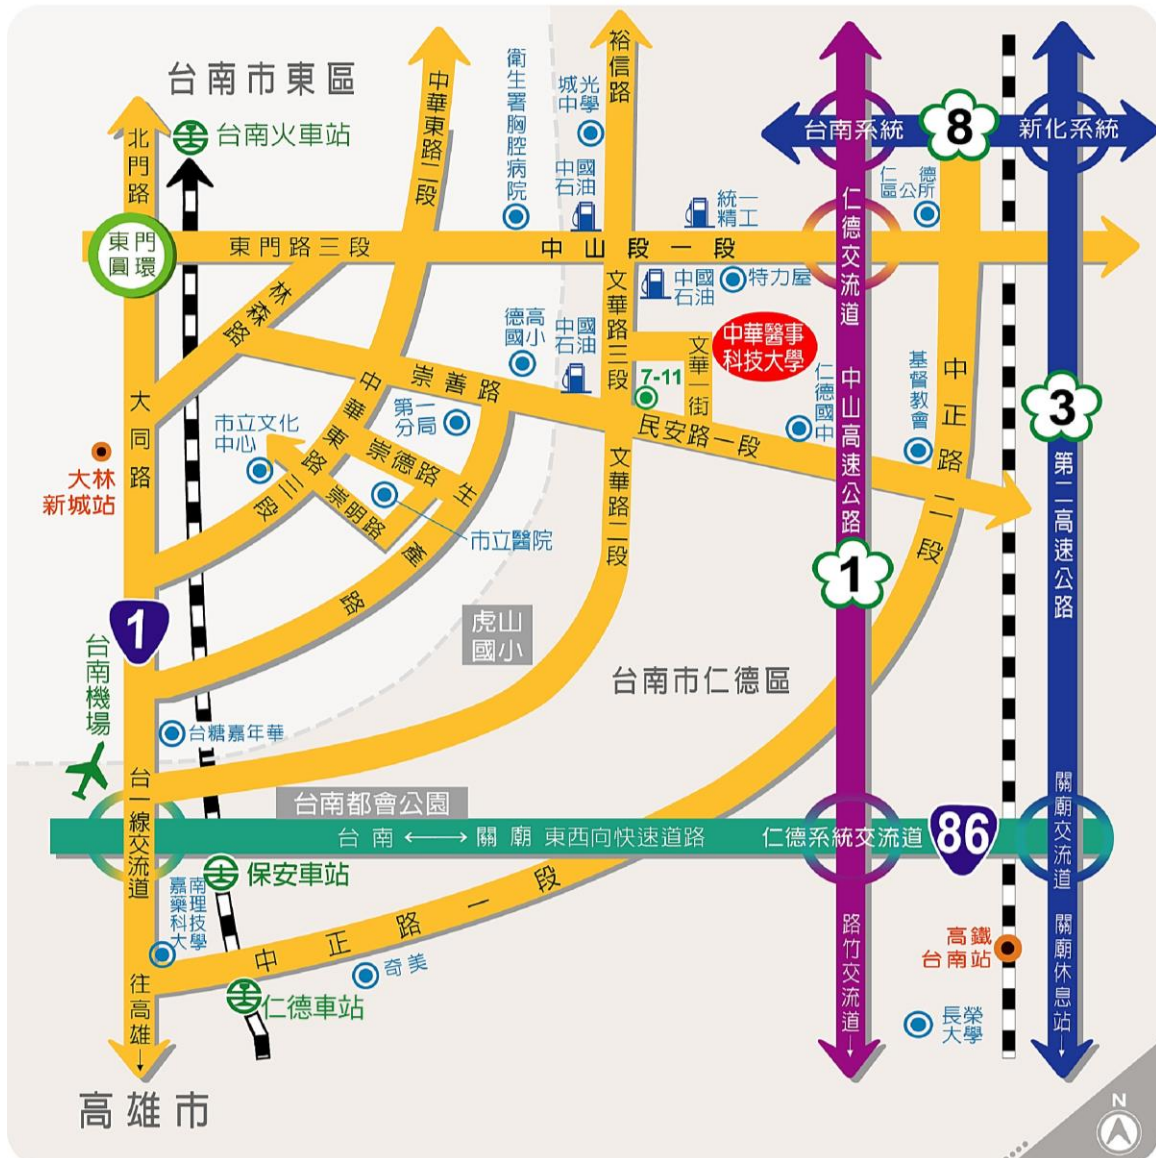 台南市東區
台南火車站
北門路
東門
圓環
東門路三段
林森路
中華東路二段
衛生署胸腔病院
裕信路
城光
中學
中國
石油
統一
精工
中山段一段
台南系統
8
新化系統
仁德
區公所
仁德交流道
文華路三段
中國
石油
特力屋
中華醫事
科技大學
文華一街
7-11
德高
國小
中國
石油
崇善路
民安路一段
仁德國中
基督教會
中正路二段
中山高速公路
1
3
第二高速公路
大同路
大林
新城站
市立文化
中心
中華東路三段
第一
分局
崇德路
崇明路
市立醫院
生產路
文華路二段
虎山
國小
台南市仁德區
1
台南機場
台糖嘉年華
台一線交流道
台南都會公園
台南 ←→ 關廟 東西向快速道路
仁德系統交流道
86
關廟交流道
保安車站
嘉南
藥理
科技
大學
中正路一段
奇美
仁德車站
往高雄→
高雄市
路竹交流道→
高鐵
台南站
長榮
大學
關廟休息站→
N